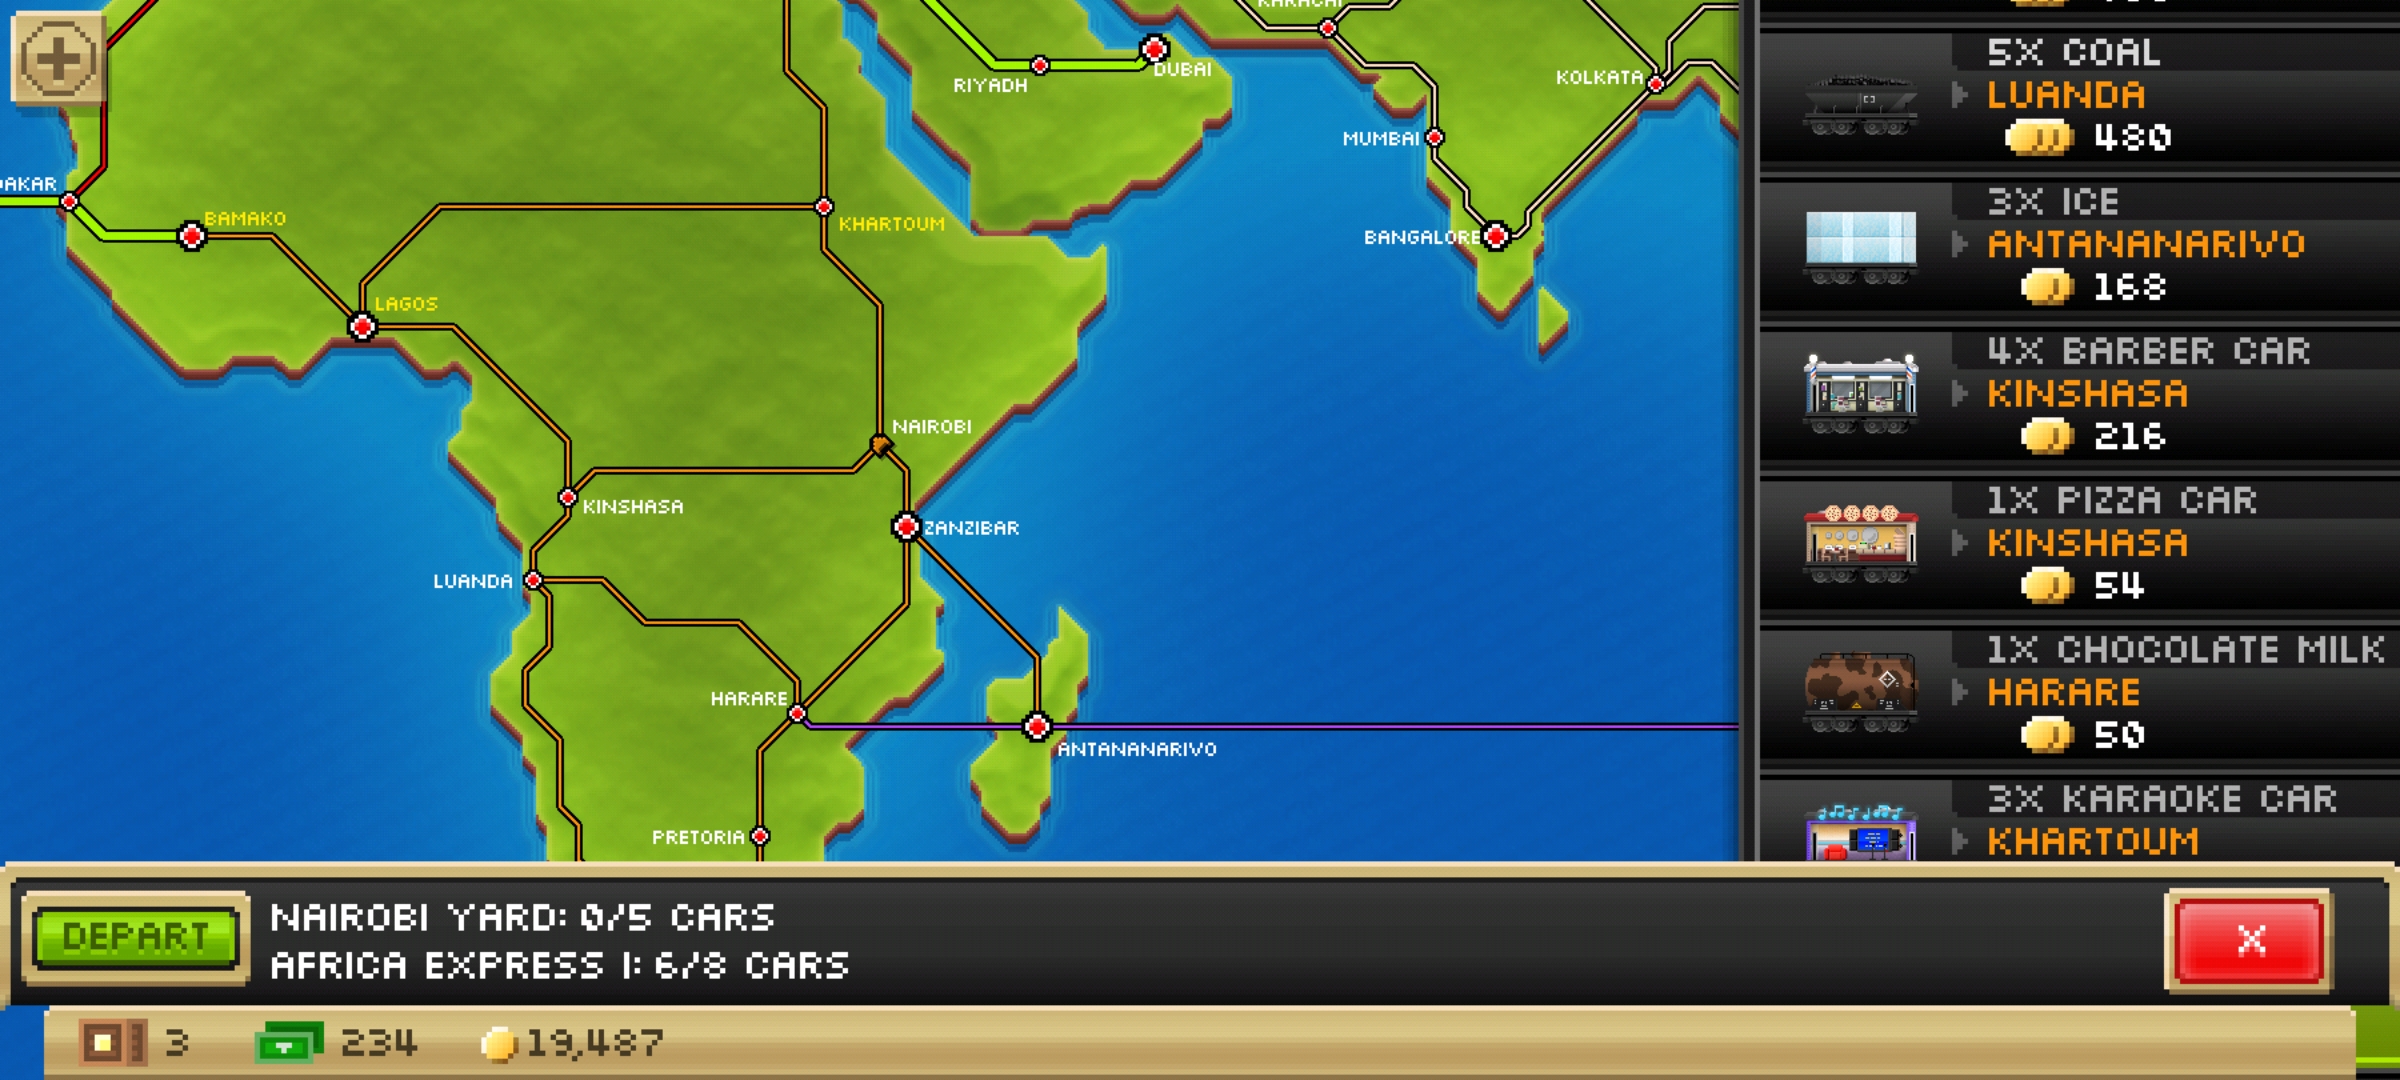 RIYADH
DUBAI
KOLKATA
MUMBAI
BANGALORE
BAMAKO
KHARTOUM
LAGOS
NAIROBI
KINSHASA
ZANZIBAR
LUANDA
HARARE
ANTANANARIVO
PRETORIA
5X COAL
LUANDA
480
3X ICE
ANTANANARIVO
168
4X BARBER CAR
KINSHASA
216
1X PIZZA CAR
KINSHASA
54
1X CHOCOLATE MILK
HARARE
50
3X KARAOKE CAR
KHARTOUM
DEPART
NAIROBI YARD: 0/5 CARS
AFRICA EXPRESS I: 6/8 CARS
X
3
234
19,487